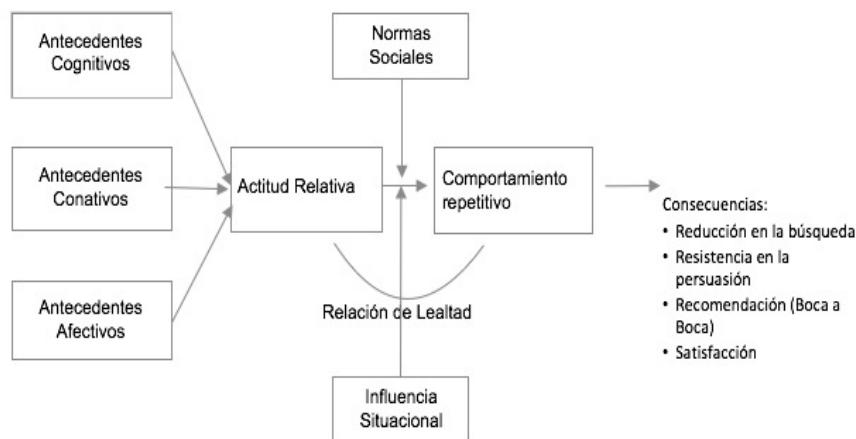 Antecedentes
Cognitivos
Normas
Sociales
Antecedentes
Conativos
Actitud Relativa
Comportamiento
repetitivo
Consecuencias:
• Reducción en la búsqueda
• Resistencia en la
persuasión
• Recomendación (Boca a
Boca)
• Satisfacción
Antecedentes
Afectivos
Relación de Lealtad
Influencia
Situacional